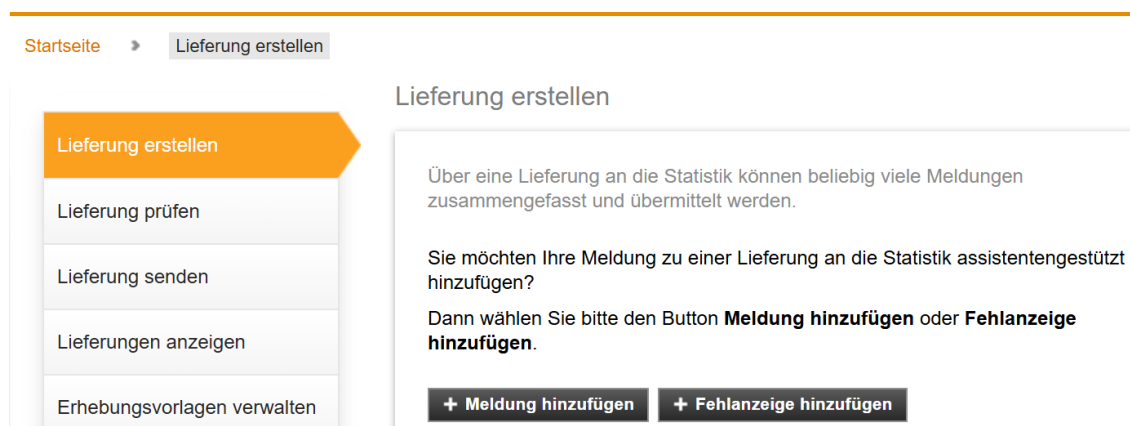 Startseite Lieferung erstellen
Lieferung erstellen
Lieferung erstellen
Lieferung prüfen
Lieferung senden
Lieferungen anzeigen
Erhebungsvorlagen verwalten
Über eine Lieferung an die Statistik können beliebig viele Meldungen
zusammengefasst und übermittelt werden.
Sie möchten Ihre Meldung zu einer Lieferung an die Statistik assistentengestützt
hinzufügen?
Dann wählen Sie bitte den Button Meldung hinzufügen oder Fehlanzeige
hinzufügen.
+ Meldung hinzufügen + Fehlanzeige hinzufügen